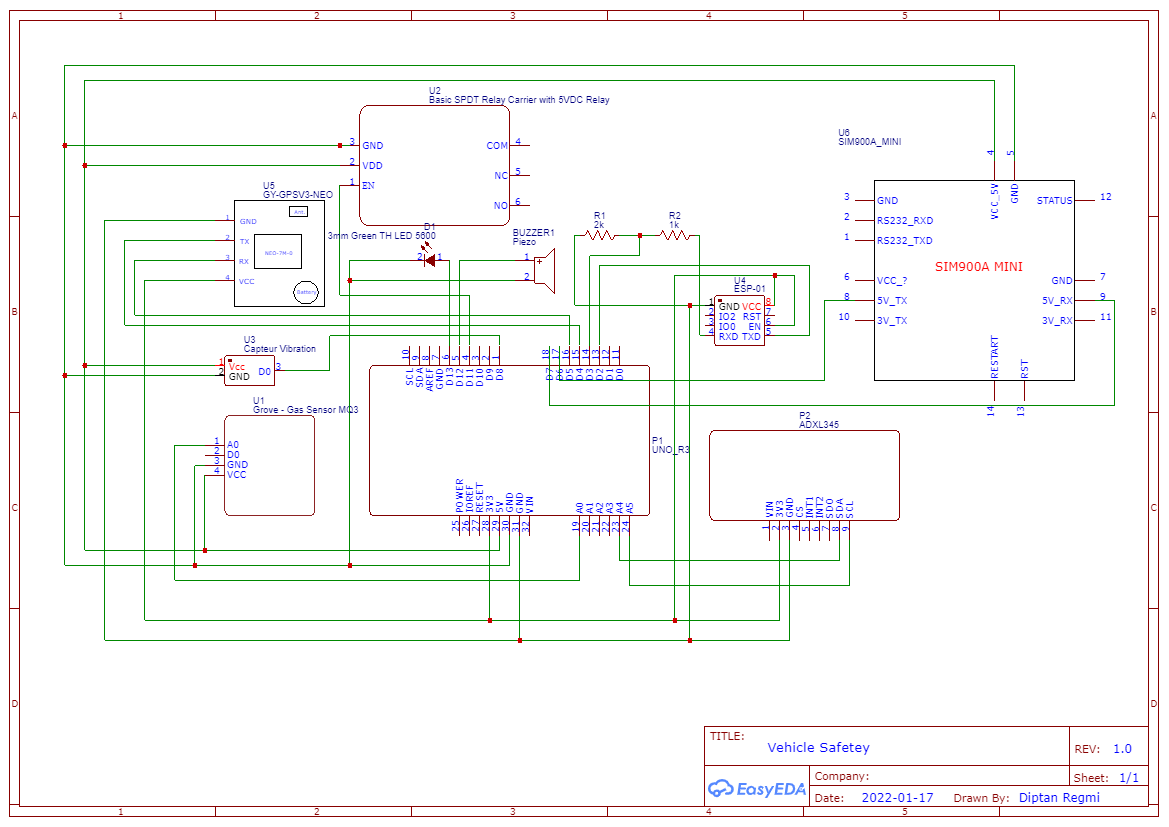 1 2 3 4 5
A A
B B
C C
D D
1 2 3 4 5
U2
Basic SPDT Relay Carrier with 5VDC Relay
3 GND
2 VDD
1 EN
COM 4
NC 5
NO 6
U5
GY-GPSV3-NEO
Ant.
1 GND
2 TX
3 RX
4 VCC
NEO-7M-0
Battery
D1
3mm Green TH LED 5600
2 1
BUZZER1
Piezo
1 +
2
R1
2k
R2
1k
U4
ESP-01
1 GND VCC 8
2 IO2 RST 7
3 IO0 EN 6
4 RXD TXD 5
U6
SIM900A_MINI
4 VCC_5V
5 GND
3 GND
2 RS232_RXD
1 RS232_TXD
6 VCC_?
8 5V_TX
10 3V_TX
STATUS 12
GND 7
5V_RX 9
3V_RX 11
SIM900A MINI
RESTART 14
RST 13
U3
Capteur Vibration
1 Vcc
2 GND
D0 3
U1
Grove - Gas Sensor MQ3
1 A0
2 D0
3 GND
4 VCC
P1
UNO_R3
10 9 8 7 6 5 4 3 2 1
SCL SDA AREF GND D13 D12 D11 D10 D9 D8
18 17 16 15 14 13 12 11
D7 D6 D5 D4 D3 D2 D1 D0
POWER IOREF RESET 3V3 5V GND GND VIN
25 26 27 28 29 30 31 32
A0 A1 A2 A3 A4 A5
19 20 21 22 23 24
P2
ADXL345
VIN 3V3 GND CS INT1 INT2 SDO SDA SCL
1 2 3 4 5 6 7 8 9
TITLE:
Vehicle Safetey
REV: 1.0
EasyEDA
Company:
Sheet: 1/1
Date: 2022-01-17 Drawn By: Diptan Regmi